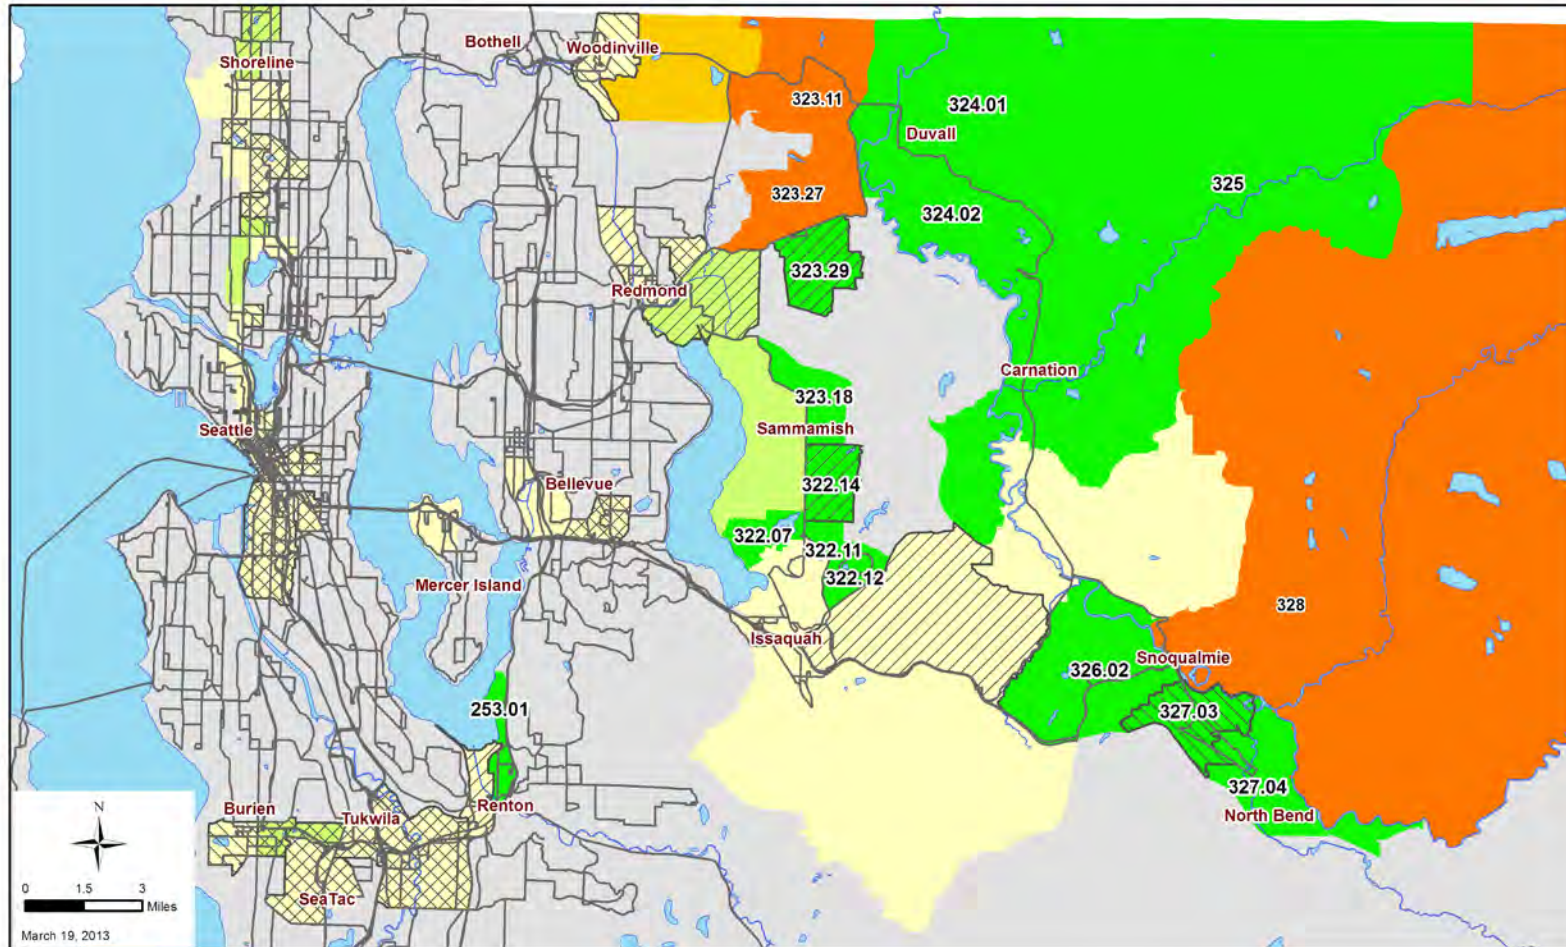 Bothell
Woodinville
Shoreline
323.11
324.01
Duvall
325
323.27
324.02
323.29
Redmond
Carnation
323.18
Seattle
Sammamish
322.14
Bellevue
322.07
322.11
322.12
Mercer Island
328
Issaquah
Snoqualmie
326.02
253.01
327.03
327.04
Renton
North Bend
Burien
Tukwila
SeaTac
N
0 1.5 3
Miles
March 19, 2013